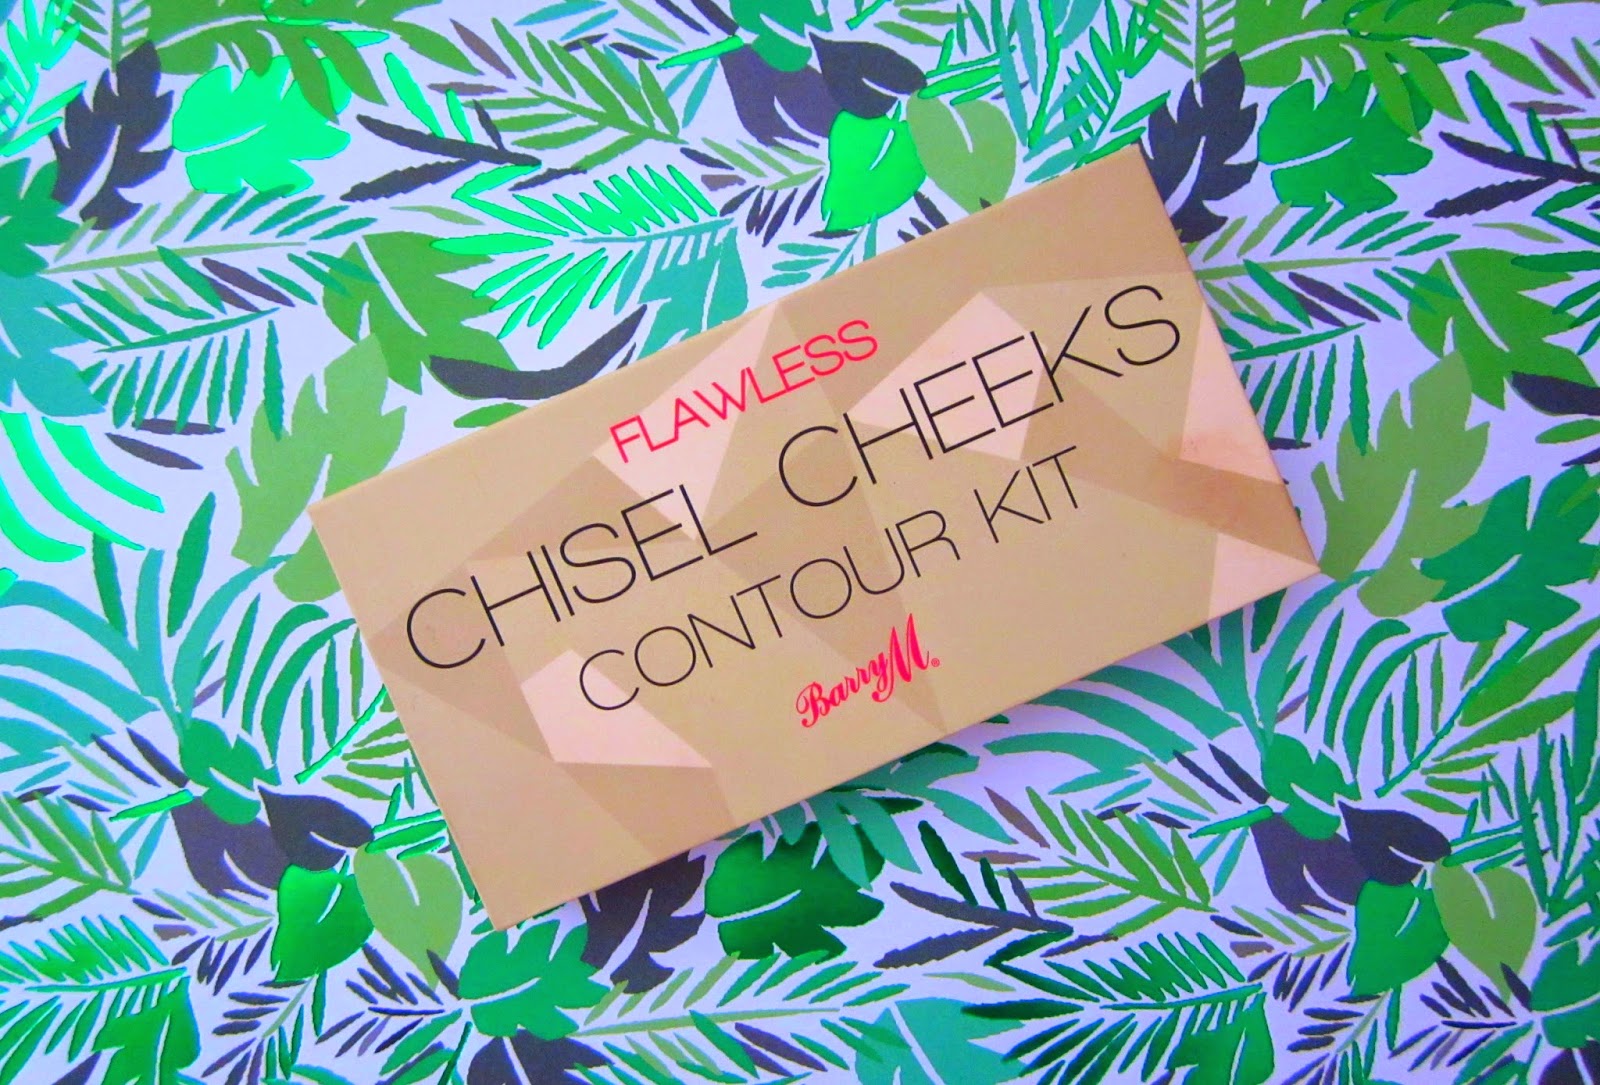 FLAWLESS
CHISEL CHEEKS
CONTOUR KIT
Barry M®